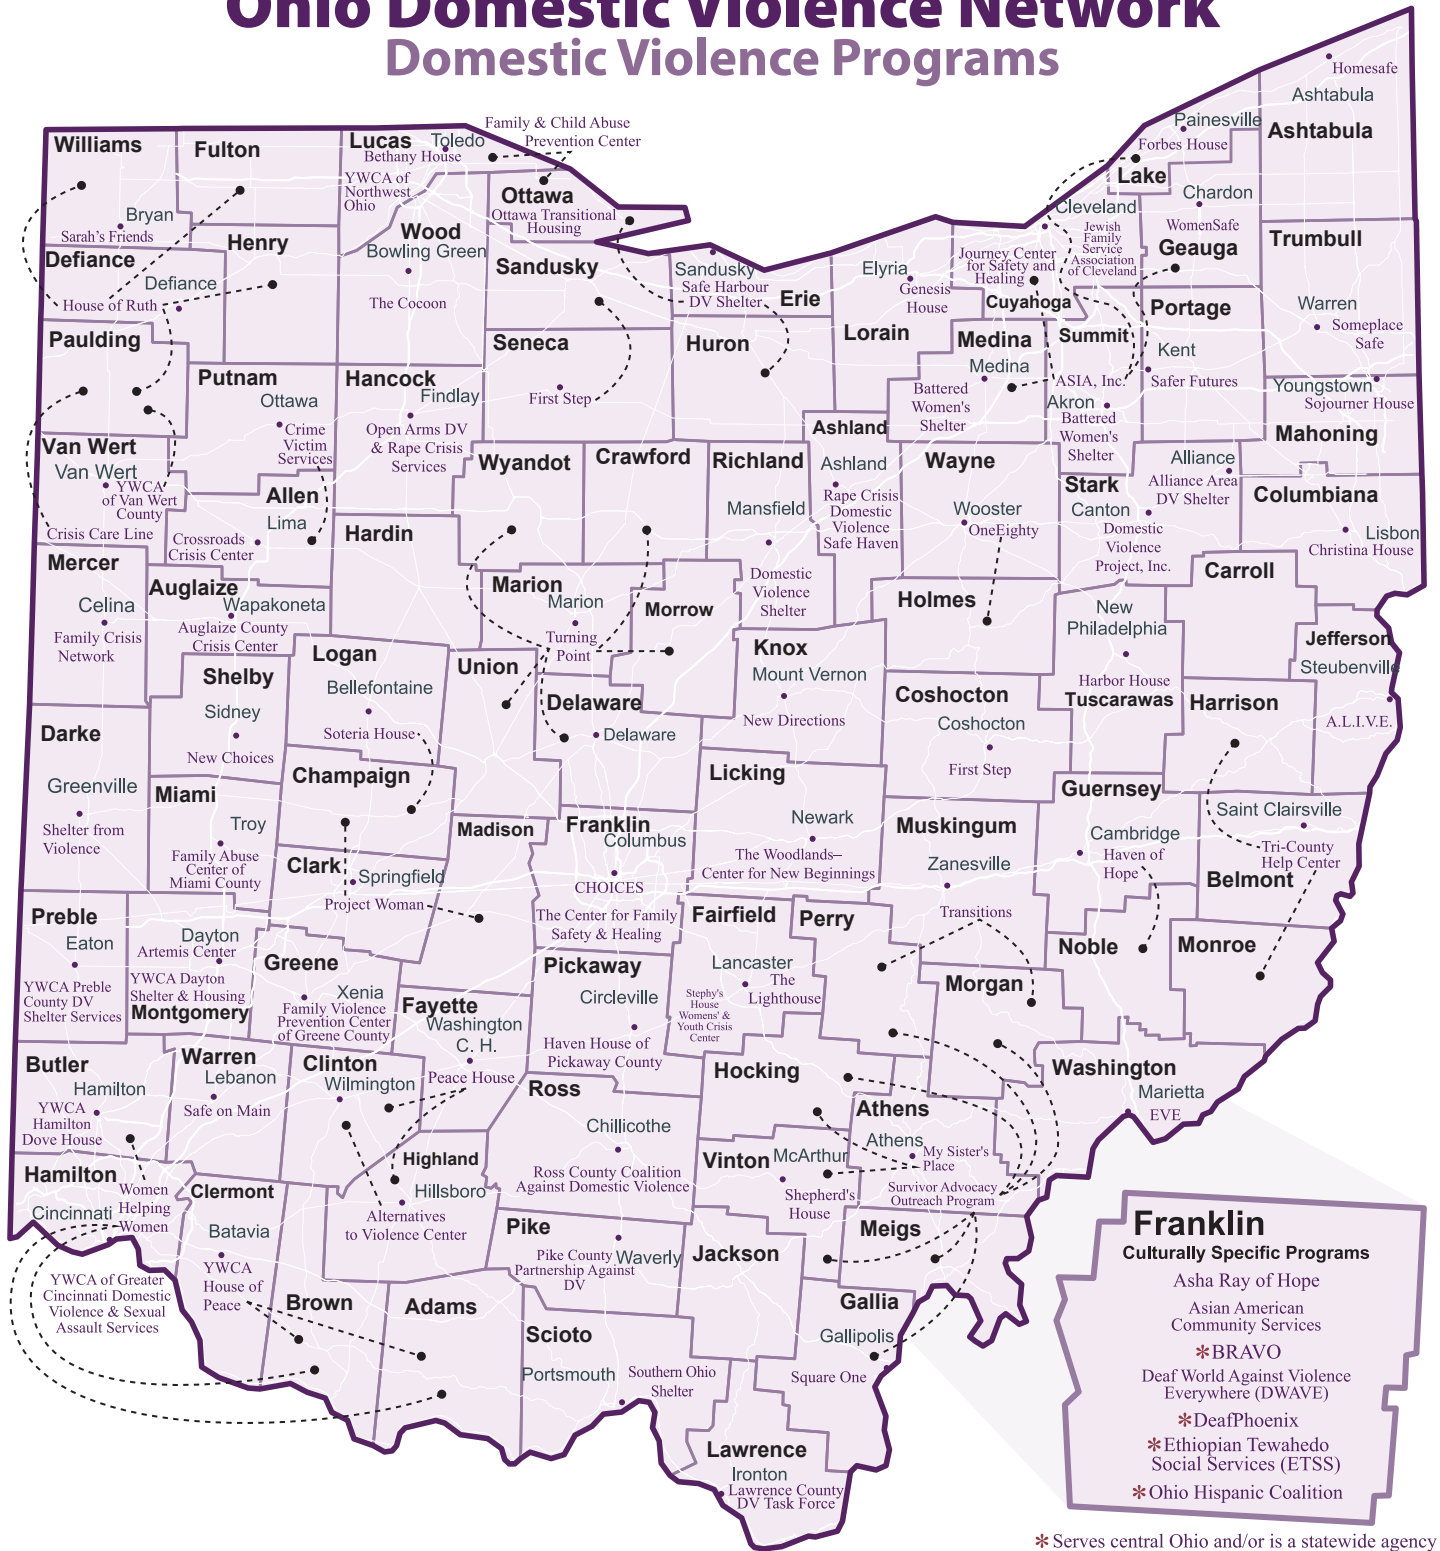 Ohio Domestic Violence Network
Domestic Violence Programs
Homesafe
Ashtabula
Ashtabula
Painesville
Forbes House
Lake
Chardon
WomenSafe
Geauga
Williams
Bryan
Sarah's Friends
Fulton
Lucas
Toledo
Bethany House
YWCA of
Northwest
Ohio
Family & Child Abuse
Prevention Center
Ottawa
Ottawa Transitional
Housing
Wood
Bowling Green
The Cocoon
Henry
Defiance
Defiance
House of Ruth
Sandusky
Sandusky
Safe Harbour
DV Shelter
Erie
Elyria
Genesis
House
Lorain
Cleveland
Jewish
Family
Service
Association
of Cleveland
Journey Center
for Safety and
Healing
Cuyahoga
Trumbull
Warren
Someplace
Safe
Portage
Kent
Safer Futures
Summit
ASIA, Inc.
Akron
Battered
Women's
Shelter
Medina
Medina
Battered
Women's
Shelter
Paulding
Putnam
Ottawa
Crime
Victim
Services
Hancock
Findlay
Open Arms DV
& Rape Crisis
Services
Seneca
First Step
Huron
Youngstown
Sojourner House
Mahoning
Van Wert
Van Wert
YWCA
of Van Wert
County
Crisis Care Line
Allen
Lima
Crossroads
Crisis Center
Wyandot
Crawford
Richland
Mansfield
Domestic
Violence
Shelter
Ashland
Ashland
Rape Crisis
Domestic
Violence
Safe Haven
Wayne
Wooster
OneEighty
Stark
Canton
Domestic
Violence
Project, Inc.
Alliance
Alliance Area
DV Shelter
Columbiana
Lisbon
Christina House
Hardin
Mercer
Celina
Family Crisis
Network
Auglaize
Wapakoneta
Auglaize County
Crisis Center
Marion
Marion
Turning
Point
Morrow
Holmes
Carroll
New
Philadelphia
Harbor House
Tuscarawas
Jefferson
Steubenville
A.L.I.V.E.
Harrison
Logan
Bellefontaine
Soteria House
Union
Shelby
Sidney
New Choices
Knox
Mount Vernon
New Directions
Delaware
Delaware
Coshocton
Coshocton
First Step
Darke
Greenville
Shelter from
Violence
Champaign
Miami
Troy
Family Abuse
Center of
Miami County
Licking
Newark
The Woodlands–
Center for New Beginnings
Guernsey
Cambridge
Haven of
Hope
Saint Clairsville
Tri-County
Help Center
Belmont
Madison
Franklin
Columbus
CHOICES
The Center for Family
Safety & Healing
Muskingum
Zanesville
Transitions
Clark
Springfield
Project Woman
Preble
Eaton
YWCA Preble
County DV
Shelter Services
Dayton
Artemis Center
YWCA Dayton
Shelter & Housing
Montgomery
Greene
Xenia
Family Violence
Prevention Center
of Greene County
Fairfield
Lancaster
The
Lighthouse
Stephy's
House
Womens' &
Youth Crisis
Center
Perry
Noble
Monroe
Morgan
Pickaway
Circleville
Haven House of
Pickaway County
Fayette
Washington
C. H.
Peace House
Butler
Hamilton
YWCA
Hamilton
Dove House
Warren
Lebanon
Safe on Main
Clinton
Wilmington
Ross
Chillicothe
Ross County Coalition
Against Domestic Violence
Hocking
Washington
Marietta
EVE
Athens
Athens
My Sister's
Place
Survivor Advocacy
Outreach Program
Vinton
McArthur
Shepherd's
House
Highland
Hillsboro
Alternatives
to Violence Center
Hamilton
Cincinnati
Women
Helping
Women
Clermont
Batavia
YWCA
House of
Peace
YWCA of Greater
Cincinnati Domestic
Violence & Sexual
Assault Services
Brown
Adams
Pike
Pike County
Partnership Against
DV
Waverly
Jackson
Meigs
Gallia
Gallipolis
Square One
Scioto
Portsmouth
Southern Ohio
Shelter
Lawrence
Ironton
Lawrence County
DV Task Force
Franklin
Culturally Specific Programs
Asha Ray of Hope
Asian American
Community Services
*BRAVO
Deaf World Against Violence
Everywhere (DWAVE)
*DeafPhoenix
*Ethiopian Tewahedo
Social Services (ETSS)
*Ohio Hispanic Coalition
*Serves central Ohio and/or is a statewide agency